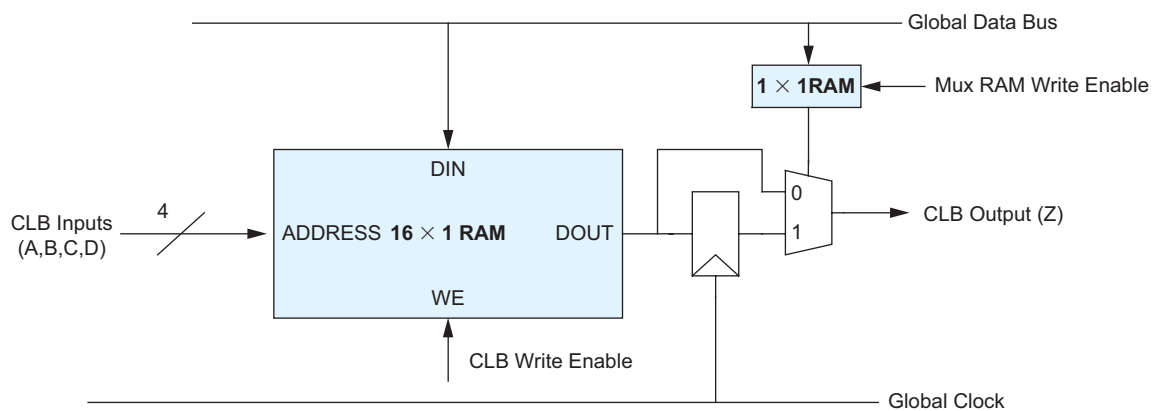 Global Data Bus
1 × 1RAM
Mux RAM Write Enable
DIN
4
0
CLB Inputs
(A,B,C,D)
ADDRESS 16 × 1 RAM DOUT
1
CLB Output (Z)
WE
CLB Write Enable
Global Clock